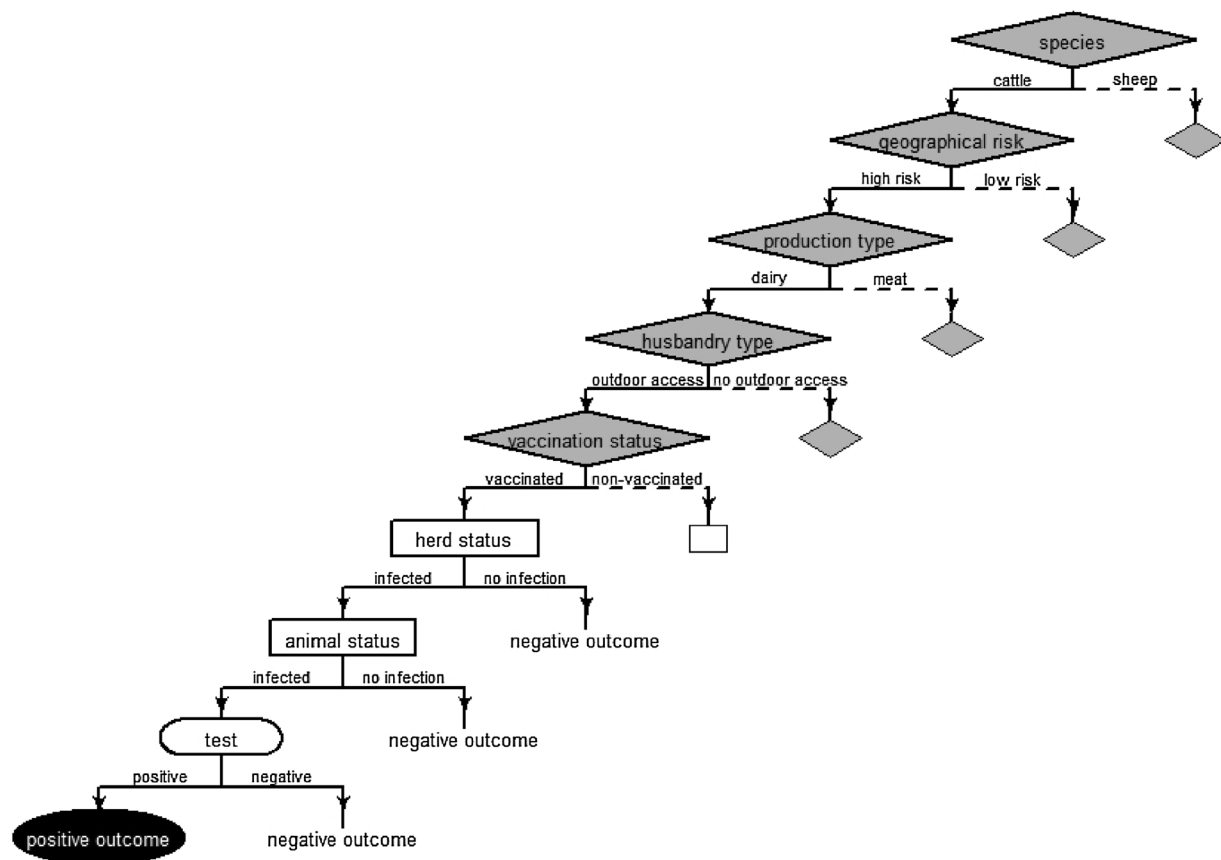 species
cattle
sheep
geographical risk
high risk
low risk
production type
dairy
meat
husbandry type
outdoor access
no outdoor access
vaccination status
vaccinated
non-vaccinated
herd status
infected
no infection
animal status
negative outcome
infected
no infection
test
negative outcome
positive
negative
positive outcome
negative outcome